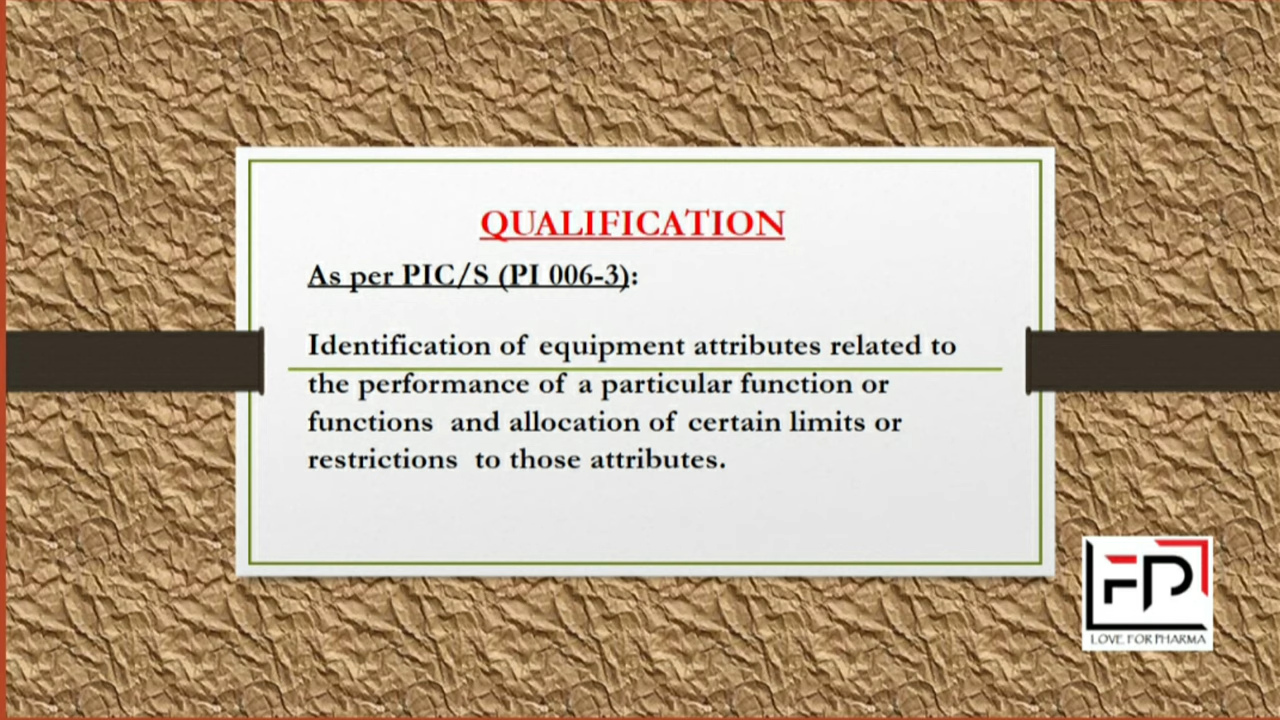 QUALIFICATION
As per PIC/S (PI 006-3):
Identification of equipment attributes related to
the performance of a particular function or
functions and allocation of certain limits or
restrictions to those attributes.
FP
LOVE FOR PHARMA